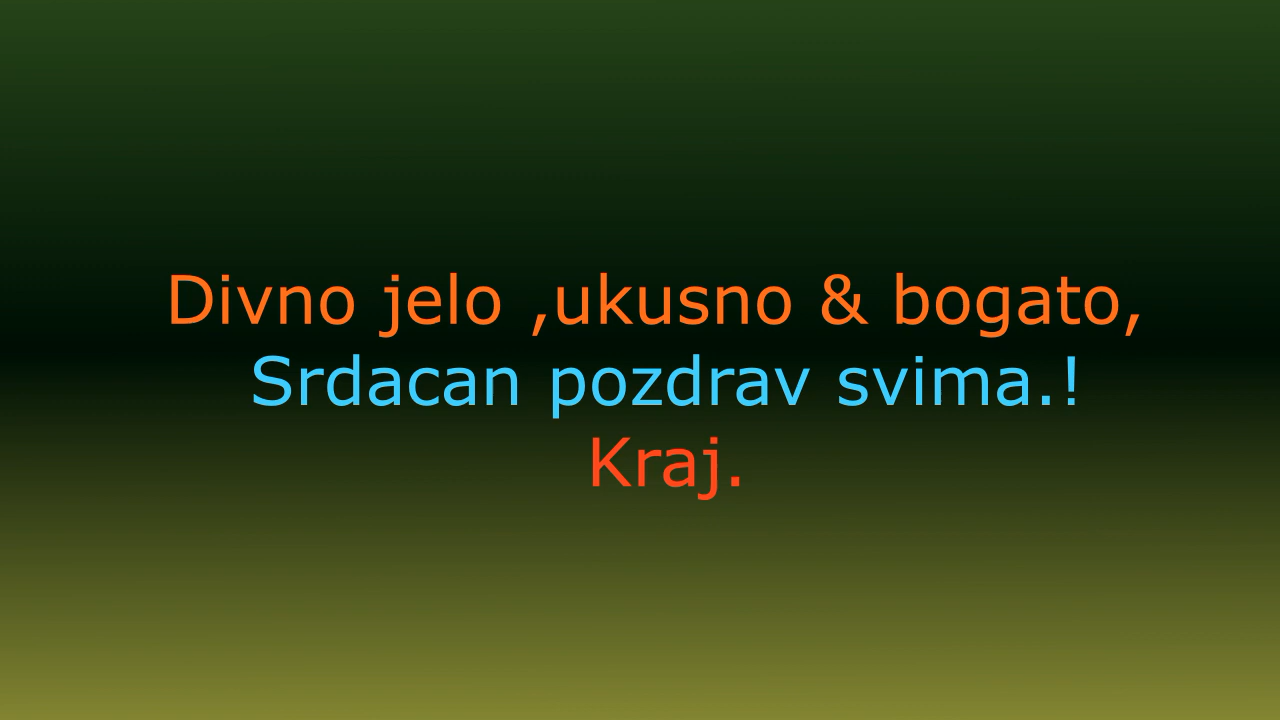 Divno jelo ,ukusno & bogato,
Srdacan pozdrav svima.!
Kraj.